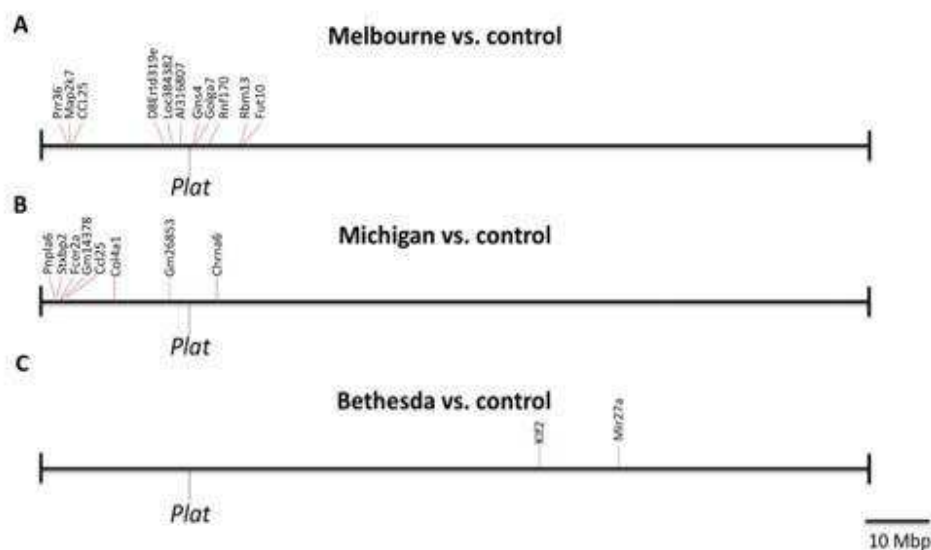 A
Melbourne vs. control
Prr36
Map2k7
CCL25
D8Ertd319e
Loc384382
AI316807
Gins4
Golga7
Rnf170
Rbm13
Fut10
Plat
B
Michigan vs. control
Pnpla6
Stxbp2
Fcer2a
Gm14378
Ccl25
Col4a1
Gm26853
Chrna6
Plat
C
Bethesda vs. control
Klf2
Mir27a
Plat
10 Mbp